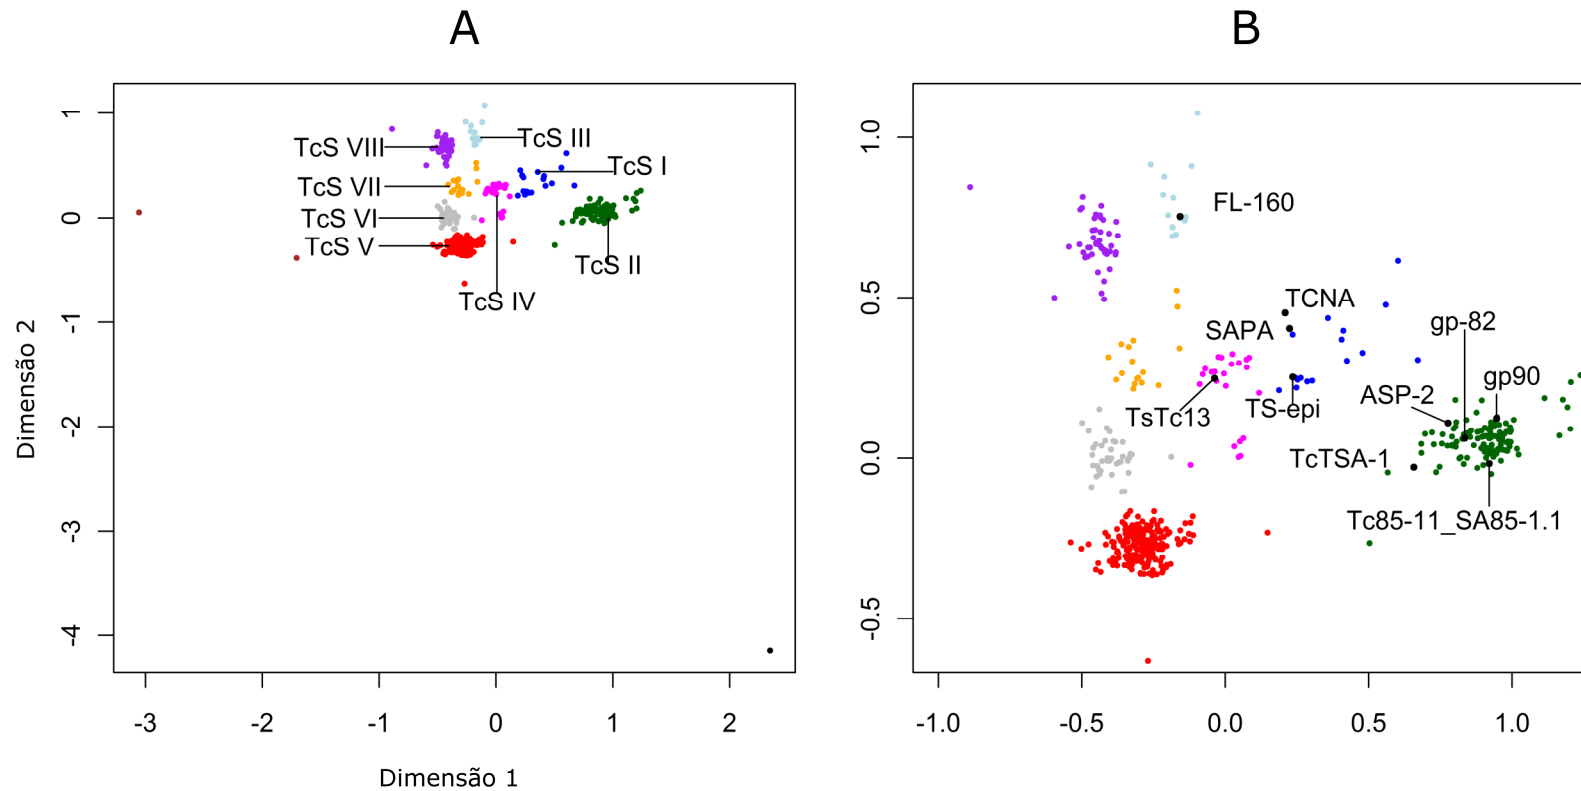 A
B
1
0
-1
-2
-3
-4
Dimensão 2
TcS VIII
TcS III
TcS I
TcS VII
TcS VI
TcS V
TcS II
TcS IV
-3
-2
-1
0
1
2
Dimensão 1
1.0
0.5
0.0
-0.5
FL-160
TCNA
SAPA
gp-82
gp90
ASP-2
TsTc13
TS-epi
TcTSA-1
Tc85-11_SA85-1.1
-1.0
-0.5
0.0
0.5
1.0